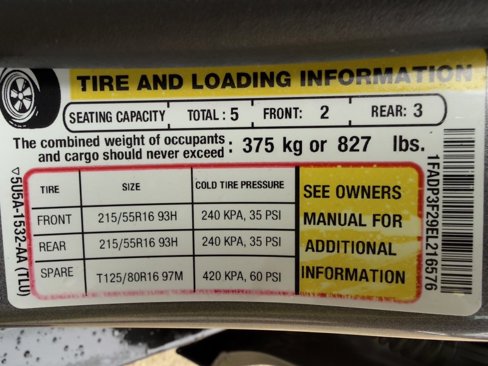 TIRE AND LOADING INFORMATION
SEATING CAPACITY TOTAL : 5 FRONT: 2 REAR: 3
The combined weight of occupants
and cargo should never exceed : 375 kg or 827 lbs.
TIRE SIZE COLD TIRE PRESSURE
FRONT 215/55R16 93H 240 KPA, 35 PSI
REAR 215/55R16 93H 240 KPA, 35 PSI
SPARE T125/80R16 97M 420 KPA, 60 PSI
SEE OWNERS
MANUAL FOR
ADDITIONAL
INFORMATION
▽5U5A-1532-AA (TLU)
1FADP3F29EL216576